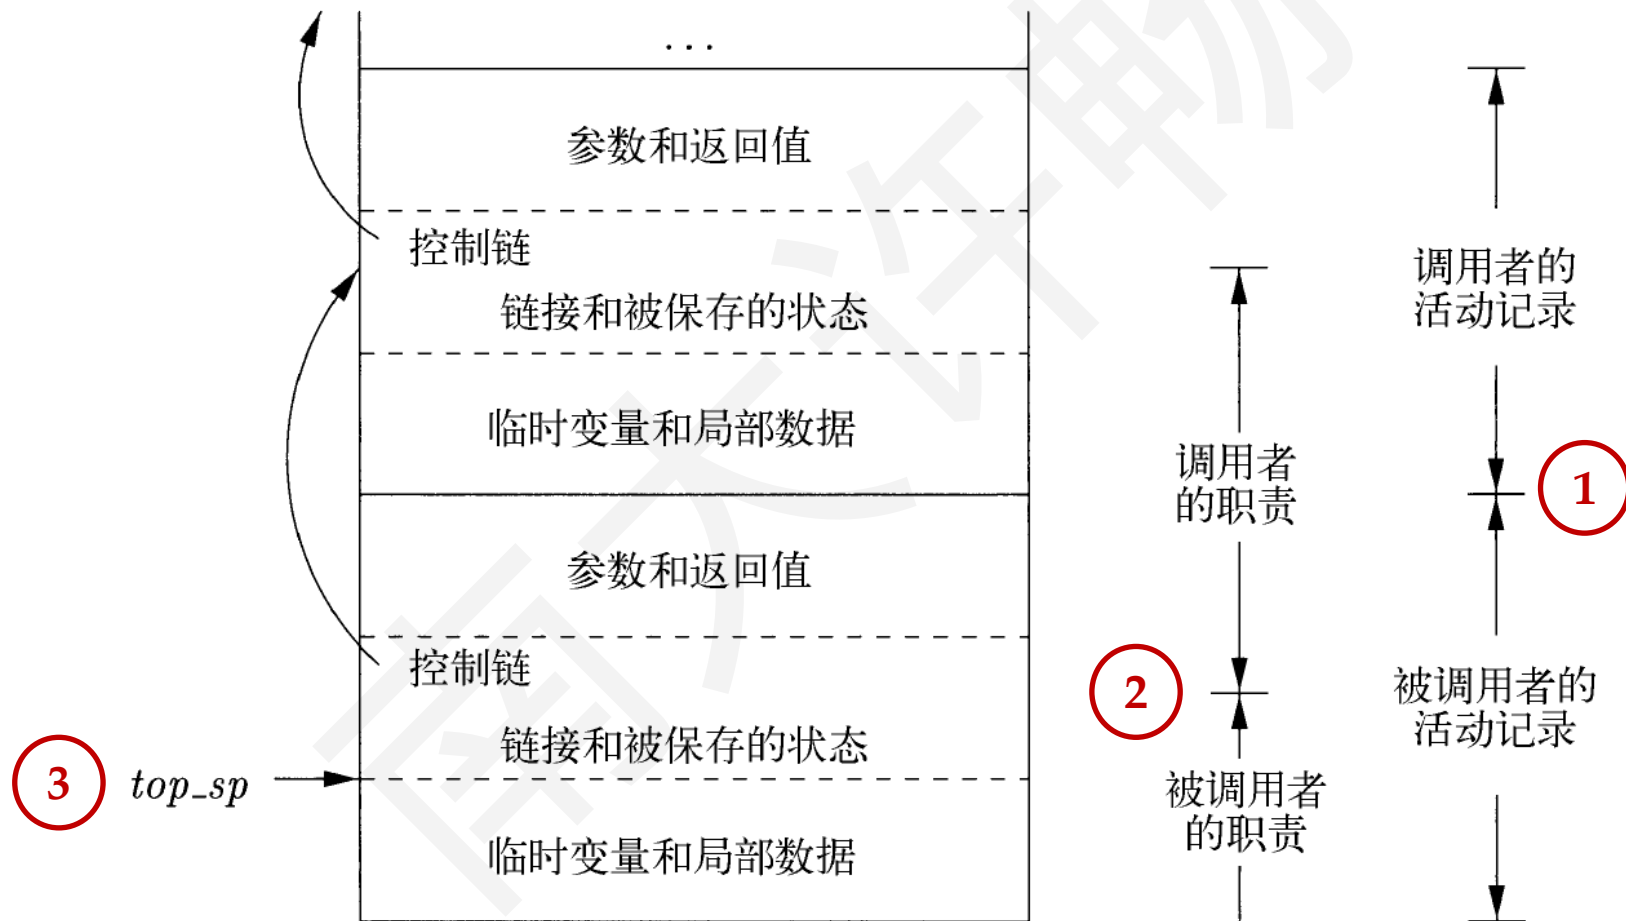 ...
参数和返回值
控制链
链接和被保存的状态
临时变量和局部数据
参数和返回值
控制链
链接和被保存的状态
临时变量和局部数据
3
top_sp
调用者
的职责
2
被调用者
的职责
调用者的
活动记录
1
被调用者的
活动记录
南大许畅